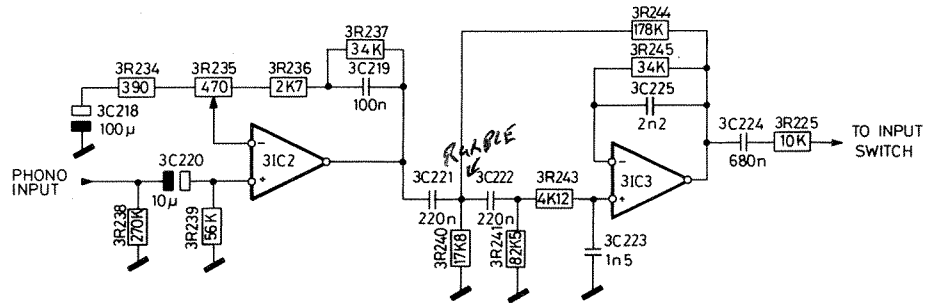 3R244
178K
3R237
34K
3R245
34K
3R234
390
3R235
470
3R236
2K7
3C219
100n
3C225
2n2
3C218
100µ
3IC2
−
+
RUMBLE
3C224
680n
3R225
10K
TO INPUT
SWITCH
PHONO
INPUT
3C220
10µ
3C221
220n
3C222
220n
3R243
4K12
3IC3
−
+
3R238
270K
3R239
56K
3R240
17K8
3R241
82K5
3C223
1n5